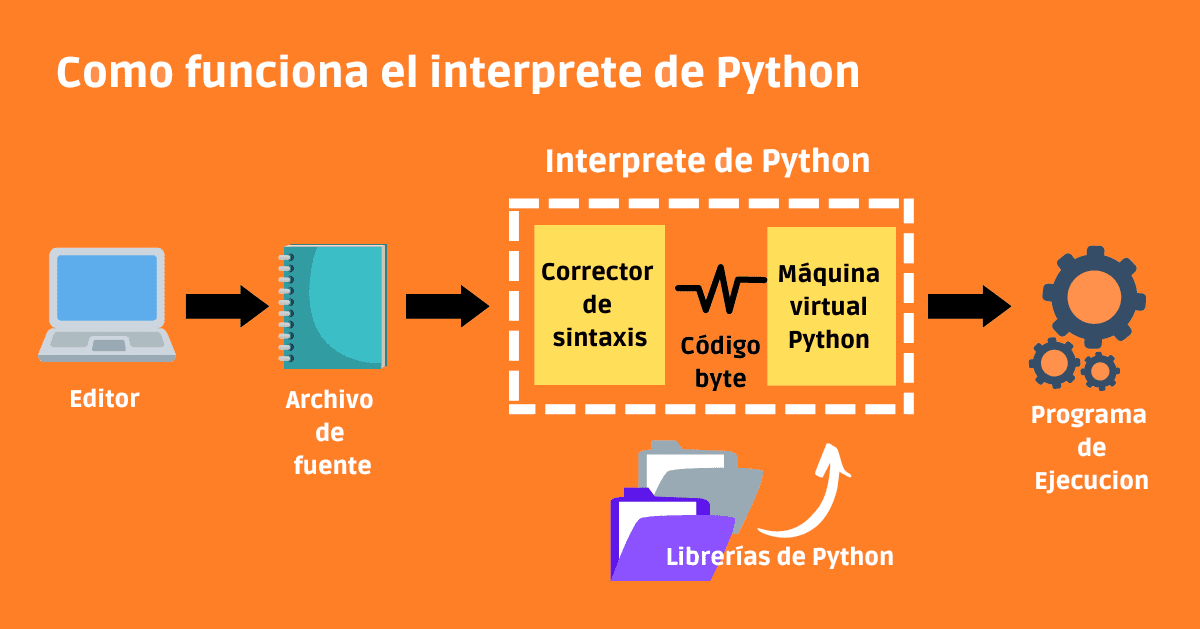 Como funciona el interprete de Python
Interprete de Python
Corrector
de
sintaxis
Código
byte
Máquina
virtual
Python
Editor
Archivo
de
fuente
Programa
de
Ejecucion
Librerías de Python